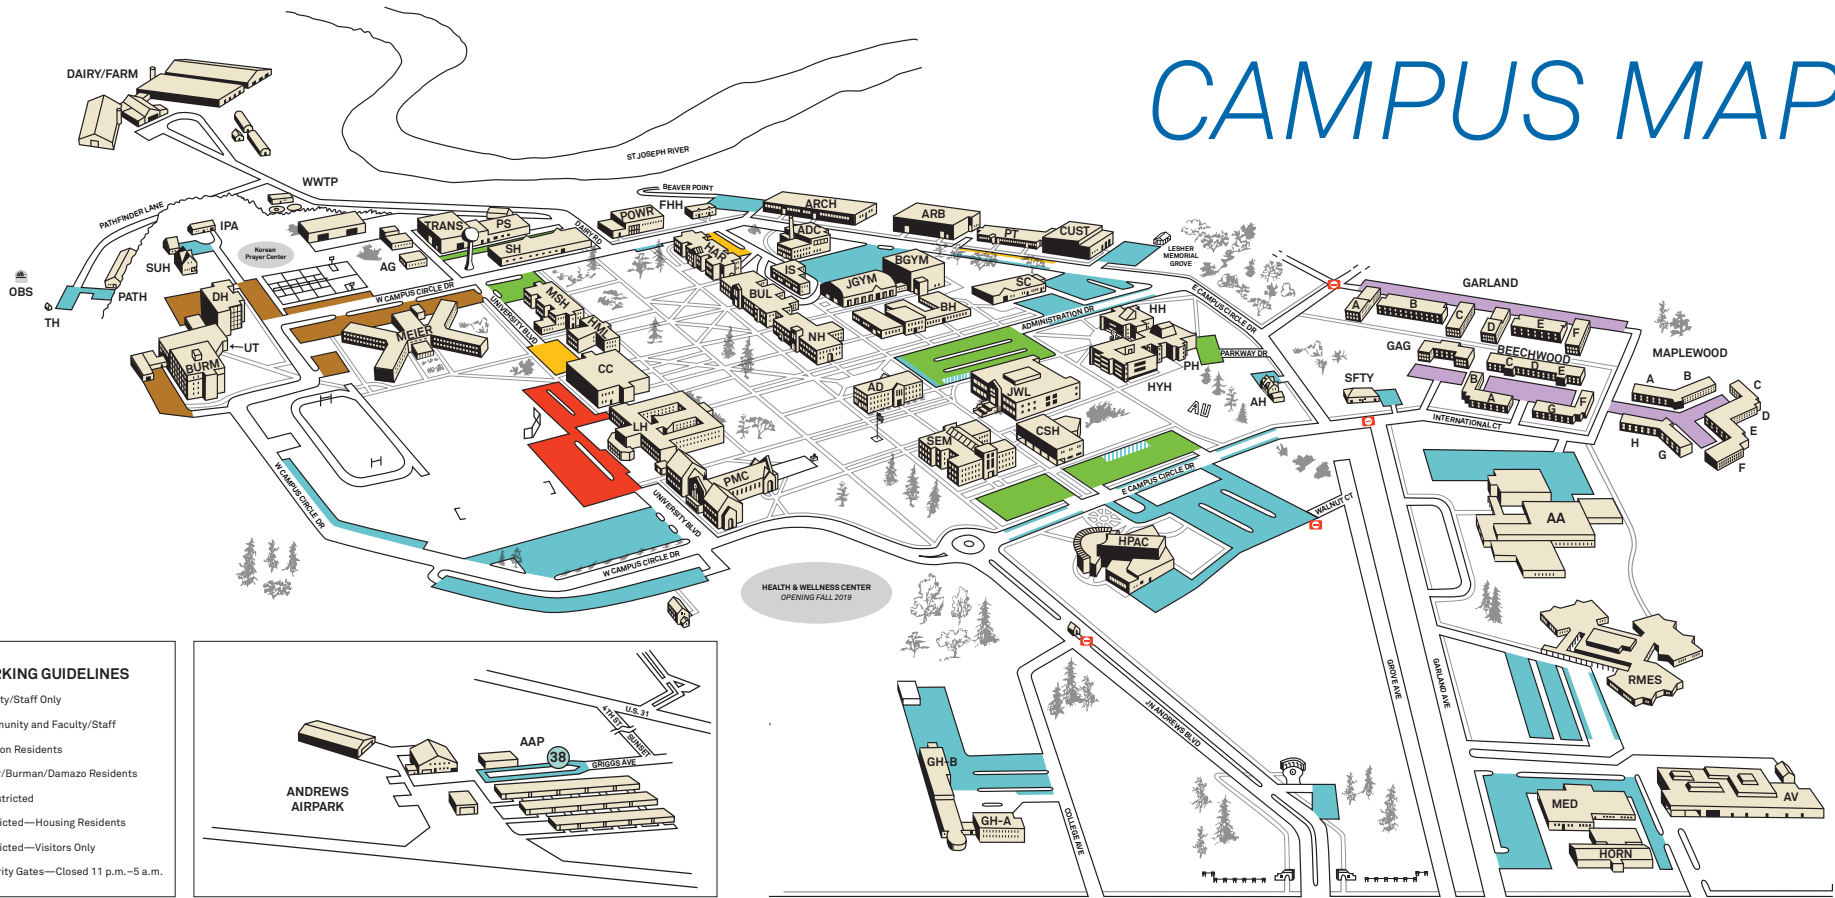 CAMPUS MAP
DAIRY/FARM
ST JOSEPH RIVER
WWTP
PATHFINDER LANE
IPA
SUH
Korean
Prayer Center
OBS
TH
PATH
AG
TRANS
PS
SH
DAIRY RD
POWR
FHH
BEAVER POINT
ARCH
ADC
ARB
PT
CUST
LESHER
MEMORIAL
GROVE
HAR
IS
BUL
JGYM
BGYM
SC
BH
NH
DH
UT
BURM
W CAMPUS CIRCLE DR
MEIER
UNIVERSITY BLVD
MSH
HML
CC
LH
PMC
AD
ADMINISTRATION DR
E CAMPUS CIRCLE DR
HH
PH
HYH
PARKWAY DR
AH
AU
JWL
CSH
SEM
E CAMPUS CIRCLE DR
WALNUT CT
HPAC
UNIVERSITY BLVD
W CAMPUS CIRCLE DR
W CAMPUS CIRCLE DR
HEALTH & WELLNESS CENTER
OPENING FALL 2019
GARLAND
A
B
C
D
E
F
GAG
BEECHWOOD
C
D
E
B
A
G
F
SFTY
INTERNATIONAL CT
MAPLEWOOD
A
B
C
D
E
F
G
H
AA
RMES
GROVE AVE
GARLAND AVE
JN ANDREWS BLVD
COLLEGE AVE
GH-B
GH-A
MED
HORN
AV
RKING GUIDELINES
ty/Staff Only
munity and Faculty/Staff
on Residents
r/Burman/Damazo Residents
stricted
icted—Housing Residents
icted—Visitors Only
rity Gates—Closed 11 p.m.–5 a.m.
ANDREWS
AIRPARK
AAP
38
GRIGGS AVE
4TH ST
SUNSET
U.S. 31